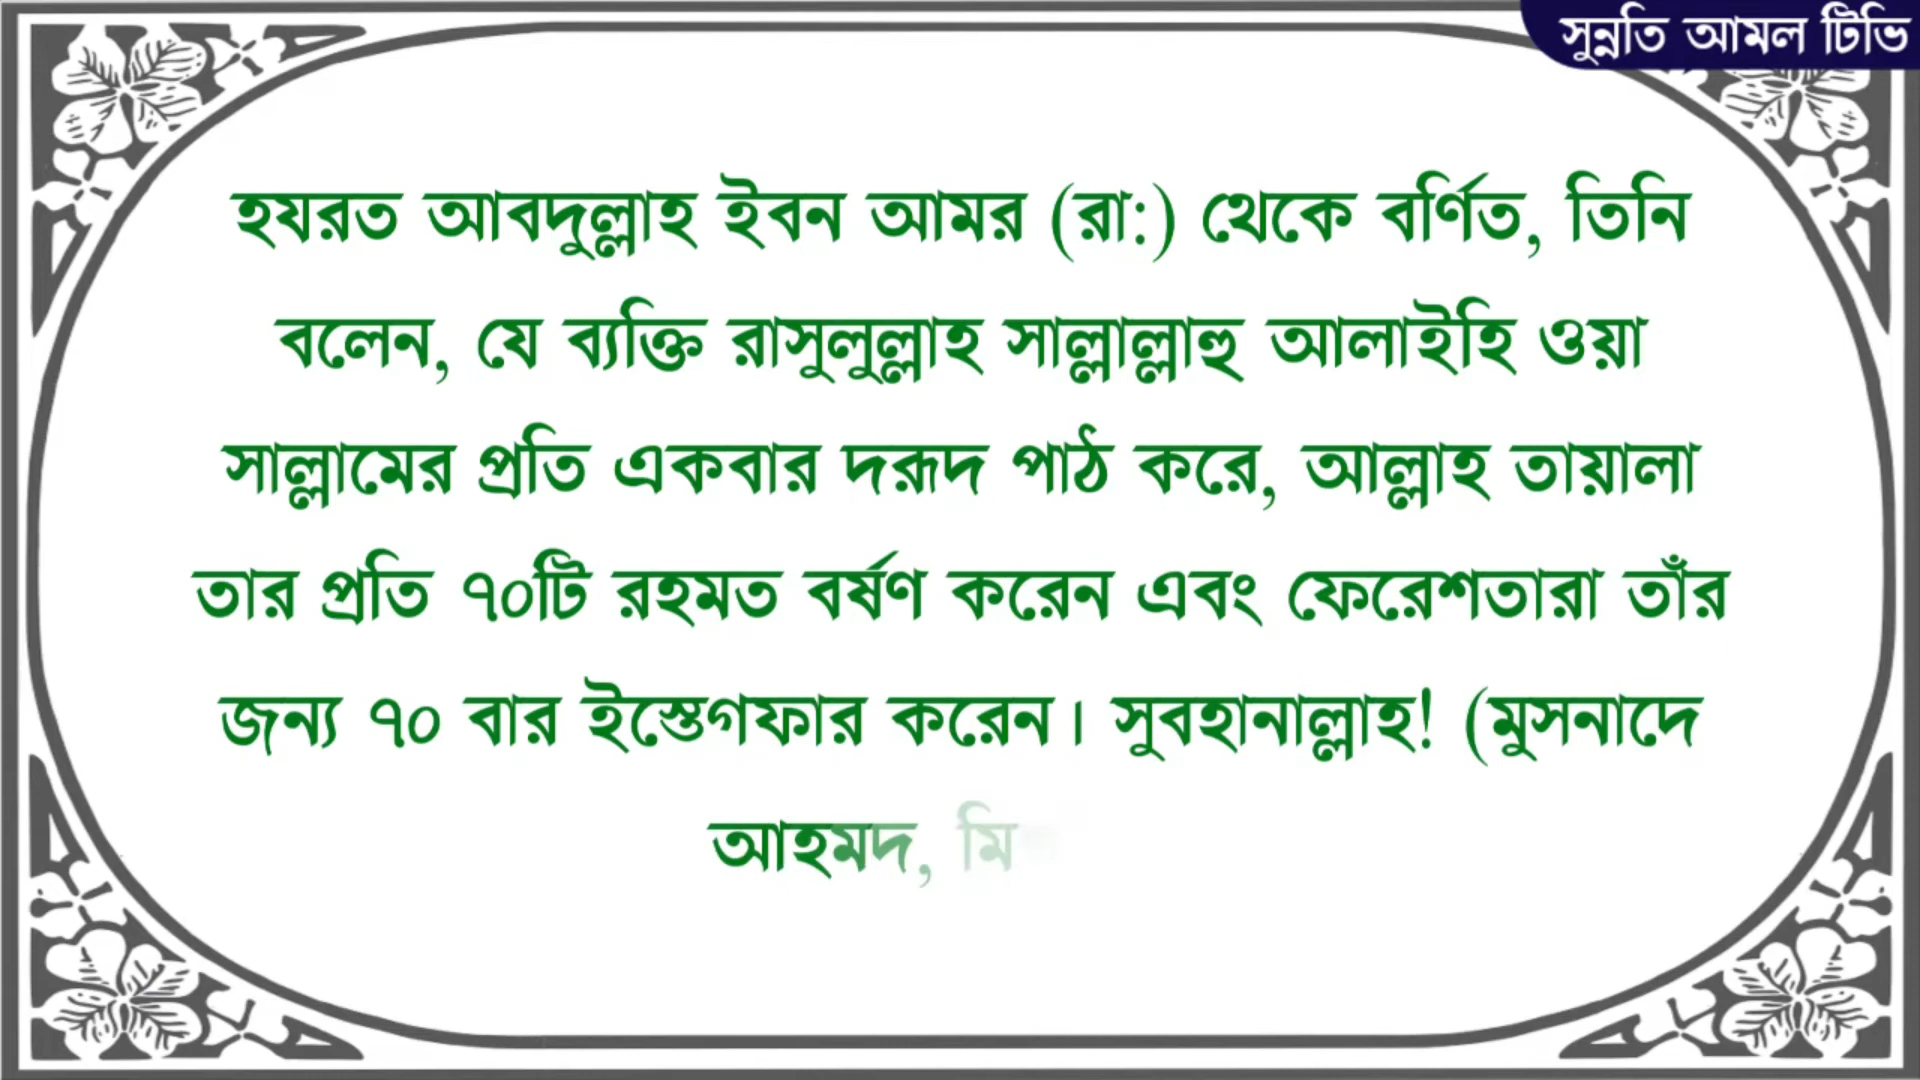 সুন্নতি আমল টিভি
হযরত আবদুল্লাহ ইবন আমর (রা:) থেকে বর্ণিত, তিনি
বলেন, যে ব্যক্তি রাসুলুল্লাহ সাল্লাল্লাহু আলাইহি ওয়া
সাল্লামের প্রতি একবার দরূদ পাঠ করে, আল্লাহ তায়ালা
তার প্রতি ৭০টি রহমত বর্ষণ করেন এবং ফেরেশতারা তাঁর
জন্য ৭০ বার ইস্তেগফার করেন। সুবহানাল্লাহ! (মুসনাদে
আহমদ,